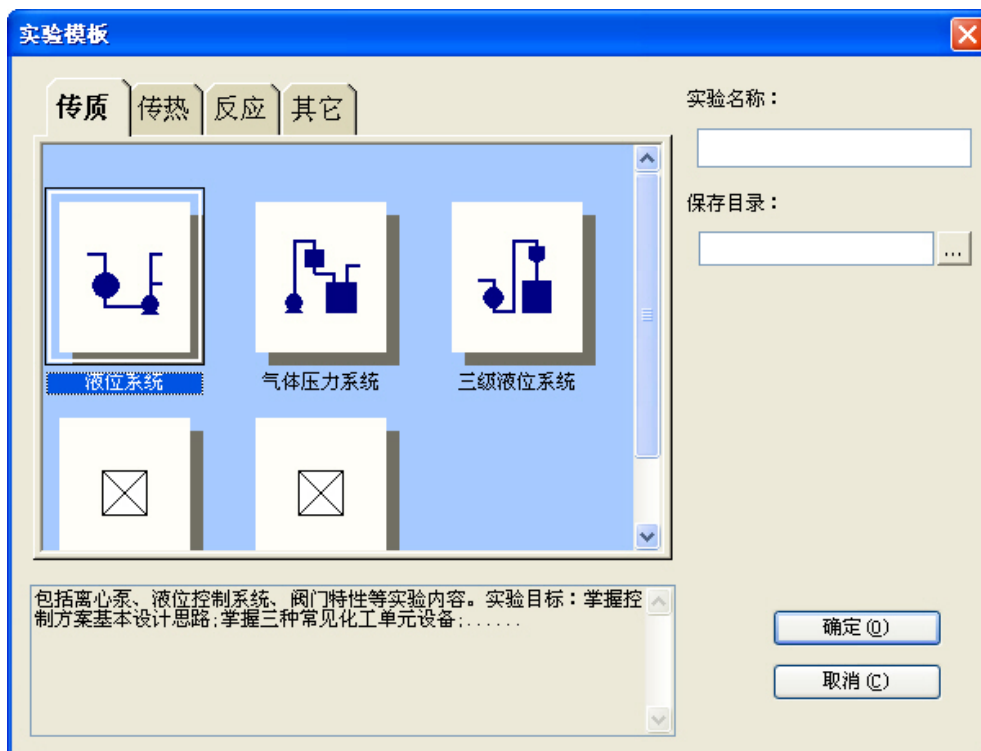 实验模板
传质 传热 反应 其它
实验名称：
保存目录：
...
液位系统 气体压力系统 三级液位系统
包括离心泵、液位控制系统、阀门特性等实验内容。实验目标：掌握控
制方案基本设计思路;掌握三种常见化工单元设备;......
确定(O)
取消(C)